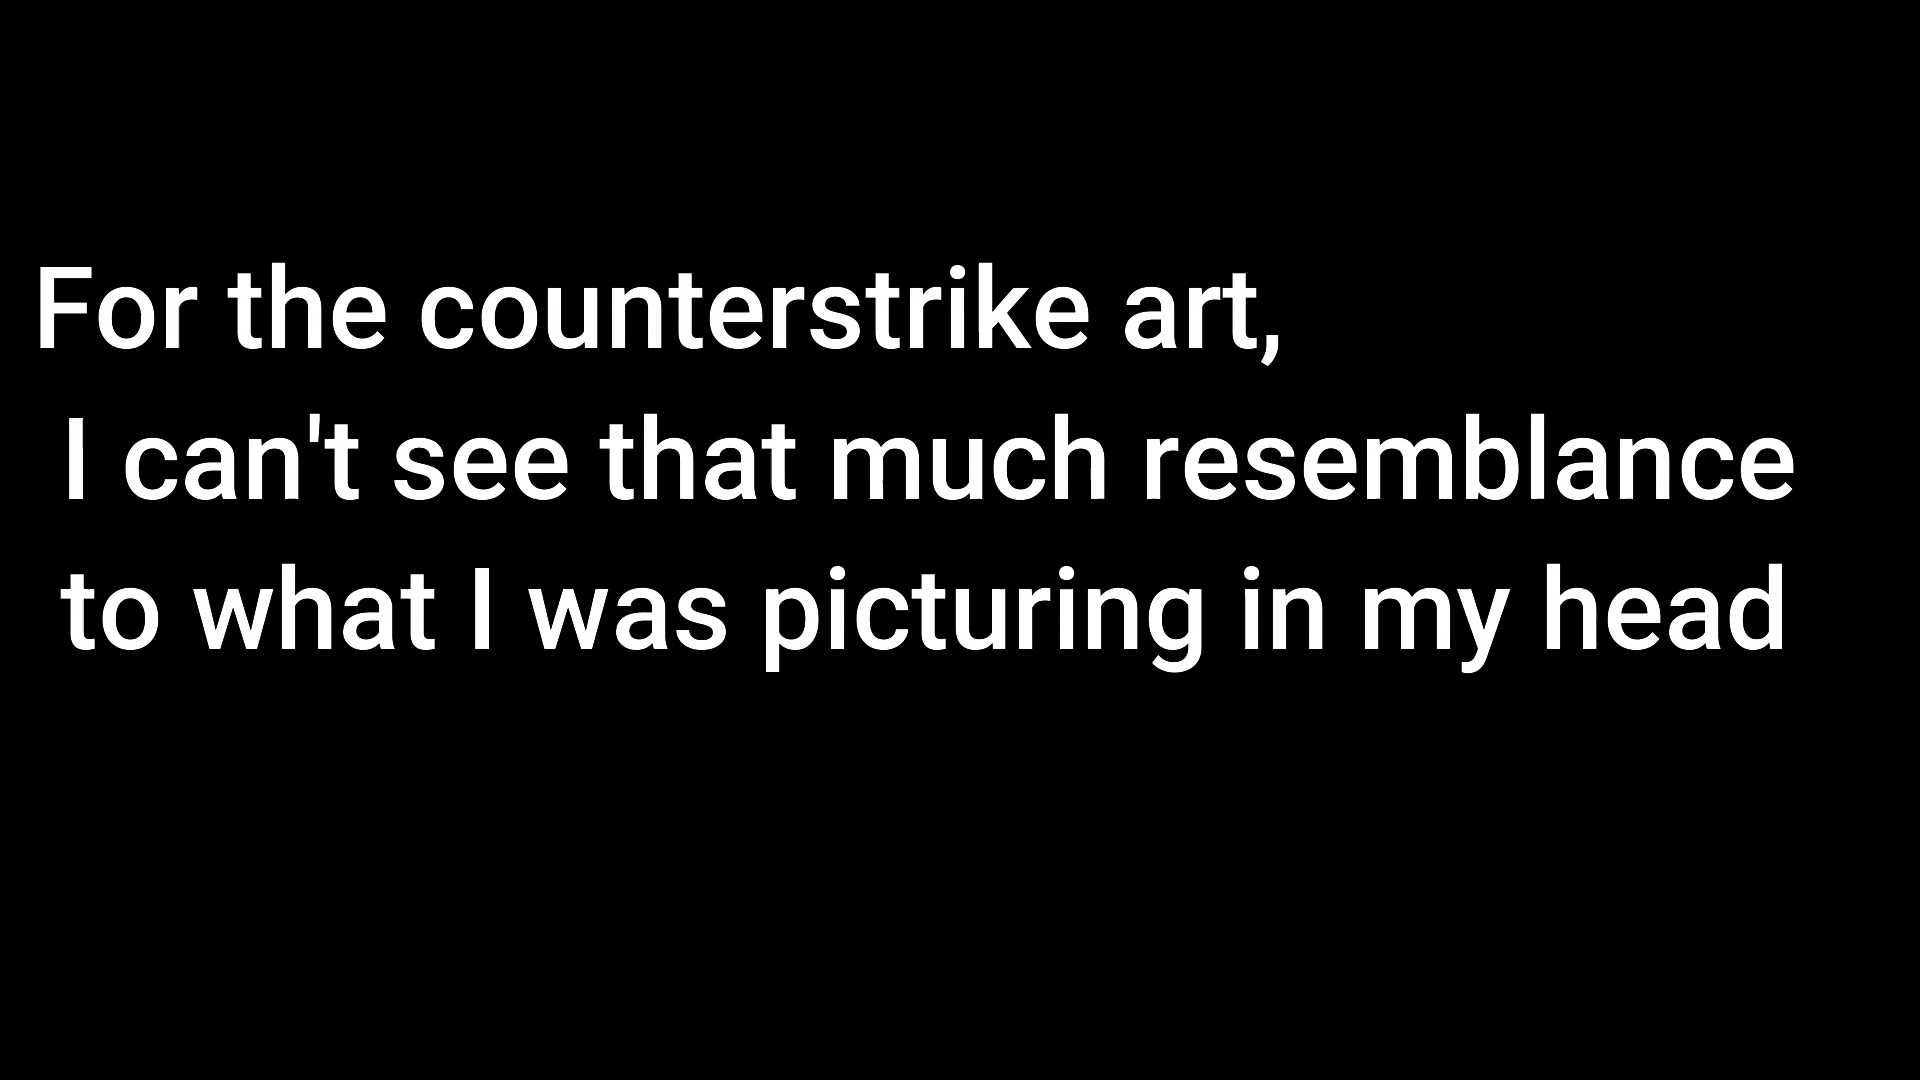 For the counterstrike art,
I can't see that much resemblance
to what I was picturing in my head